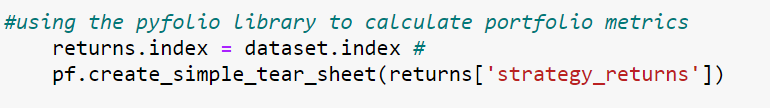 #using the pyfolio library to calculate portfolio metrics
returns.index = dataset.index #
pf.create_simple_tear_sheet(returns['strategy_returns'])